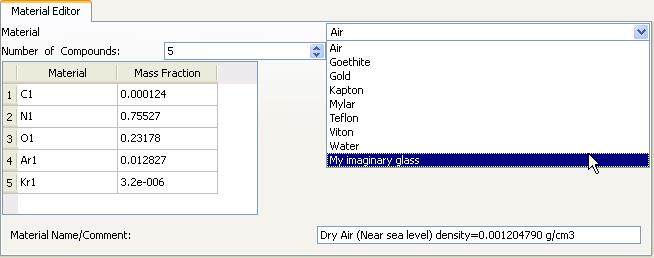 Material Editor
Material
Air
Number of Compounds:
5
Air
Goethite
Gold
Kapton
Mylar
Teflon
Viton
Water
My imaginary glass
Material Mass Fraction
1 C1 0.000124
2 N1 0.75527
3 O1 0.23178
4 Ar1 0.012827
5 Kr1 3.2e-006
Material Name/Comment:
Dry Air (Near sea level) density=0.001204790 g/cm3